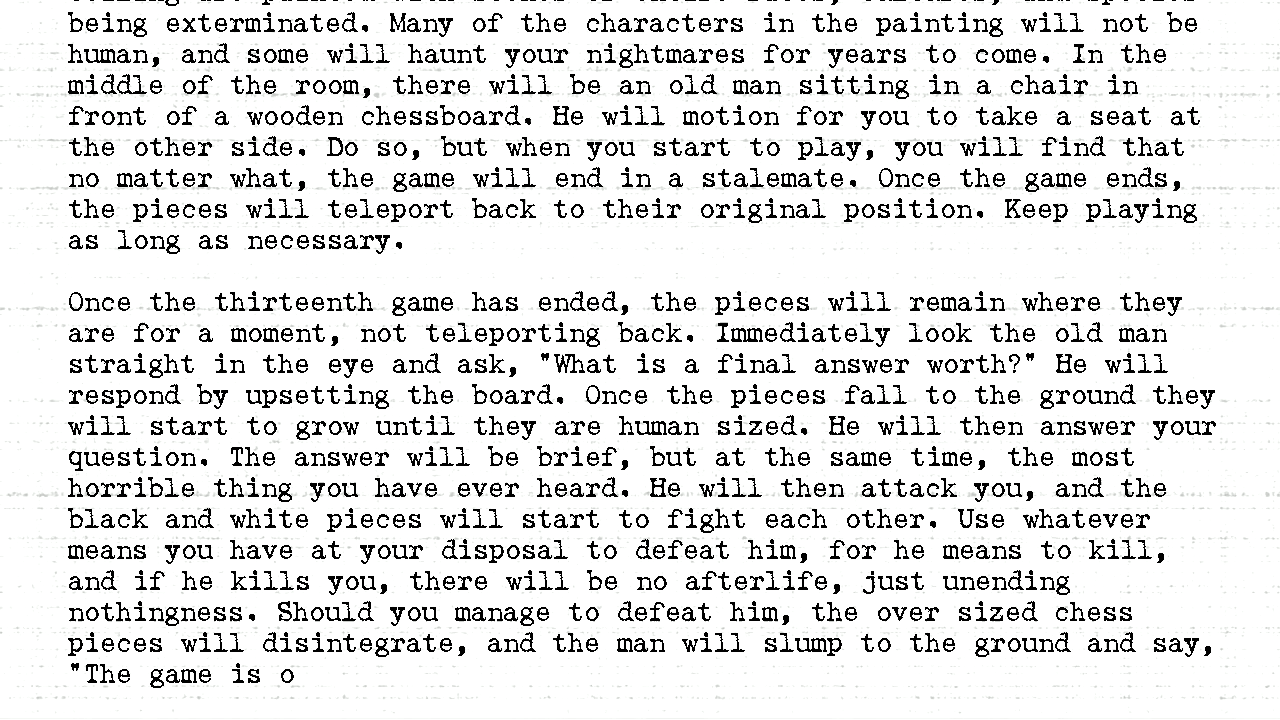 being exterminated. Many of the characters in the painting will not be
human, and some will haunt your nightmares for years to come. In the
middle of the room, there will be an old man sitting in a chair in
front of a wooden chessboard. He will motion for you to take a seat at
the other side. Do so, but when you start to play, you will find that
no matter what, the game will end in a stalemate. Once the game ends,
the pieces will teleport back to their original position. Keep playing
as long as necessary.
Once the thirteenth game has ended, the pieces will remain where they
are for a moment, not teleporting back. Immediately look the old man
straight in the eye and ask, "What is a final answer worth?" He will
respond by upsetting the board. Once the pieces fall to the ground they
will start to grow until they are human sized. He will then answer your
question. The answer will be brief, but at the same time, the most
horrible thing you have ever heard. He will then attack you, and the
black and white pieces will start to fight each other. Use whatever
means you have at your disposal to defeat him, for he means to kill,
and if he kills you, there will be no afterlife, just unending
nothingness. Should you manage to defeat him, the over sized chess
pieces will disintegrate, and the man will slump to the ground and say,
"The game is o